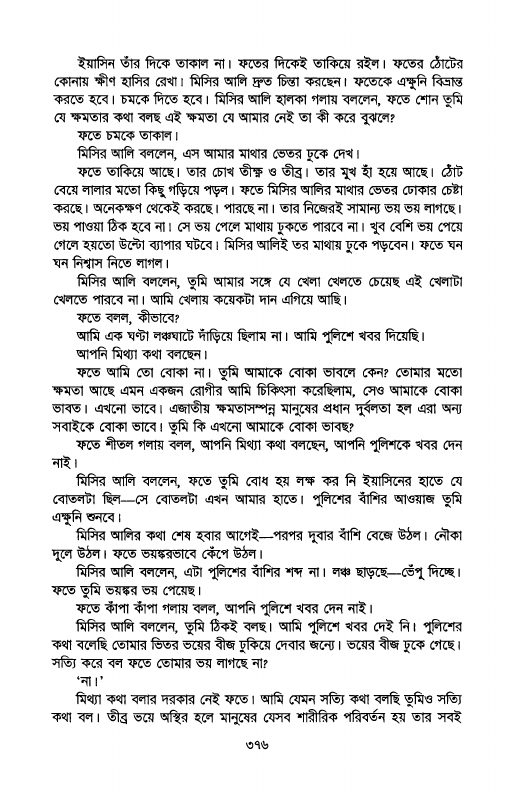 ইয়াসিন তাঁর দিকে তাকাল না। ফতের দিকেই তাকিয়ে রইল। ফতের ঠোঁটের
কোনায় ক্ষীণ হাসির রেখা। মিসির আলি দ্রুত চিন্তা করছেন। ফতেকে এক্ষুনি বিভ্রান্ত
করতে হবে। চমকে দিতে হবে। মিসির আলি হালকা গলায় বললেন, ফতে শোন তুমি
যে ক্ষমতার কথা বলছ এই ক্ষমতা যে আমার নেই তা কী করে বুঝলে?
ফতে চমকে তাকাল।
মিসির আলি বললেন, এস আমার মাথার ভেতর ঢুকে দেখ।
ফতে তাকিয়ে আছে। তার চোখ তীক্ষ্ণ ও তীব্র। তার মুখ হাঁ হয়ে আছে। ঠোঁট
বেয়ে লালার মতো কিছু গড়িয়ে পড়ল। ফতে মিসির আলির মাথার ভেতর ঢোকার চেষ্টা
করছে। অনেকক্ষণ থেকেই করছে। পারছে না। তার নিজেরই সামান্য ভয় ভয় লাগছে।
ভয় পাওয়া ঠিক হবে না। সে ভয় পেলে মাথায় ঢুকতে পারবে না। খুব বেশি ভয় পেয়ে
গেলে হয়তো উল্টো ব্যাপার ঘটবে। মিসির আলিই তর মাথায় ঢুকে পড়বেন। ফতে ঘন
ঘন নিশ্বাস নিতে লাগল।
মিসির আলি বললেন, তুমি আমার সঙ্গে যে খেলা খেলতে চেয়েছ এই খেলাটা
খেলতে পারবে না। আমি খেলায় কয়েকটা দান এগিয়ে আছি।
ফতে বলল, কীভাবে?
আমি এক ঘণ্টা লঞ্চঘাটে দাঁড়িয়ে ছিলাম না। আমি পুলিশে খবর দিয়েছি।
আপনি মিথ্যা কথা বলছেন।
ফতে আমি তো বোকা না। তুমি আমাকে বোকা ভাবলে কেন? তোমার মতো
ক্ষমতা আছে এমন একজন রোগীর আমি চিকিৎসা করেছিলাম, সেও আমাকে বোকা
ভাবত। এখনো ভাবে। এজাতীয় ক্ষমতাসম্পন্ন মানুষের প্রধান দুর্বলতা হল এরা অন্য
সবাইকে বোকা ভাবে। তুমি কি এখনো আমাকে বোকা ভাবছ?
ফতে শীতল গলায় বলল, আপনি মিথ্যা কথা বলছেন, আপনি পুলিশকে খবর দেন
নাই।
মিসির আলি বললেন, ফতে তুমি বোধ হয় লক্ষ কর নি ইয়াসিনের হাতে যে
বোতলটা ছিল—সে বোতলটা এখন আমার হাতে। পুলিশের বাঁশির আওয়াজ তুমি
এক্ষুনি শুনবে।
মিসির আলির কথা শেষ হবার আগেই—পরপর দুবার বাঁশি বেজে উঠল। নৌকা
দুলে উঠল। ফতে ভয়ঙ্করভাবে কেঁপে উঠল।
মিসির আলি বললেন, এটা পুলিশের বাঁশির শব্দ না। লঞ্চ ছাড়ছে—ভেঁপু দিচ্ছে।
ফতে তুমি ভয়ঙ্কর ভয় পেয়েছ।
ফতে কাঁপা কাঁপা গলায় বলল, আপনি পুলিশে খবর দেন নাই।
মিসির আলি বললেন, তুমি ঠিকই বলছ। আমি পুলিশে খবর দেই নি। পুলিশের
কথা বলেছি তোমার ভিতর ভয়ের বীজ ঢুকিয়ে দেবার জন্যে। ভয়ের বীজ ঢুকে গেছে।
সত্যি করে বল ফতে তোমার ভয় লাগছে না?
‘না।’
মিথ্যা কথা বলার দরকার নেই ফতে। আমি যেমন সত্যি কথা বলছি তুমিও সত্যি
কথা বল। তীব্র ভয়ে অস্থির হলে মানুষের যেসব শারীরিক পরিবর্তন হয় তার সবই
৩৭৬